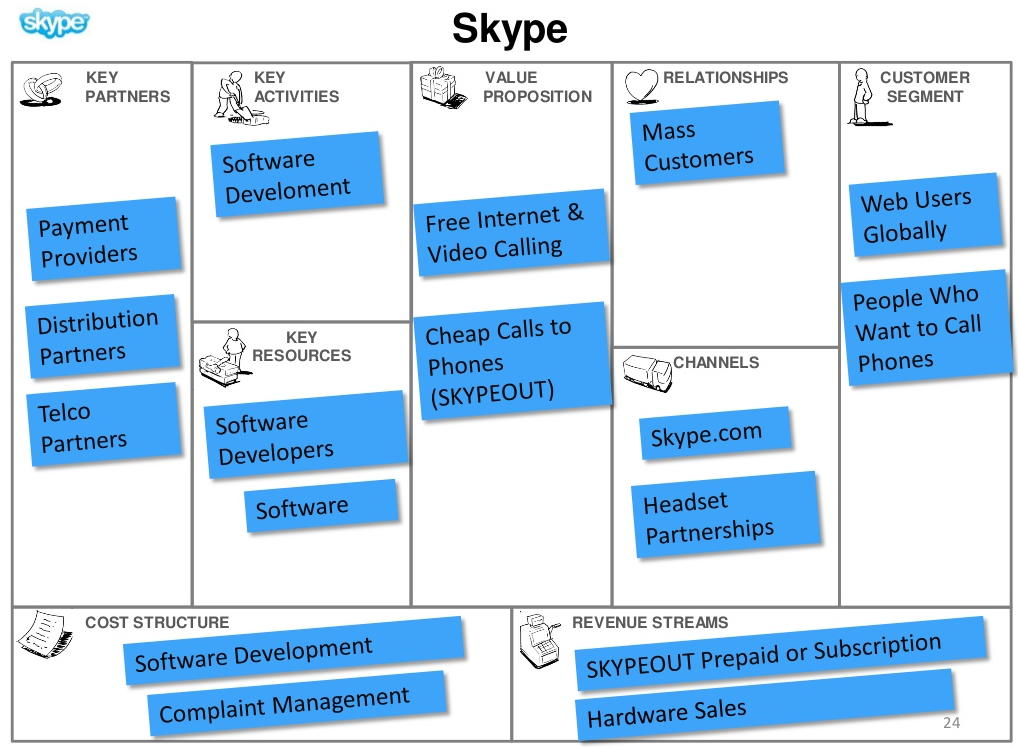 skype
Skype
KEY
PARTNERS
Payment
Providers
Distribution
Partners
Telco
Partners
KEY
ACTIVITIES
Software
Develoment
KEY
RESOURCES
Software
Developers
Software
VALUE
PROPOSITION
Free Internet &
Video Calling
Cheap Calls to
Phones
(SKYPEOUT)
RELATIONSHIPS
Mass
Customers
CHANNELS
Skype.com
Headset
Partnerships
CUSTOMER
SEGMENT
Web Users
Globally
People Who
Want to Call
Phones
COST STRUCTURE
Software Development
Complaint Management
REVENUE STREAMS
SKYPEOUT Prepaid or Subscription
Hardware Sales
24